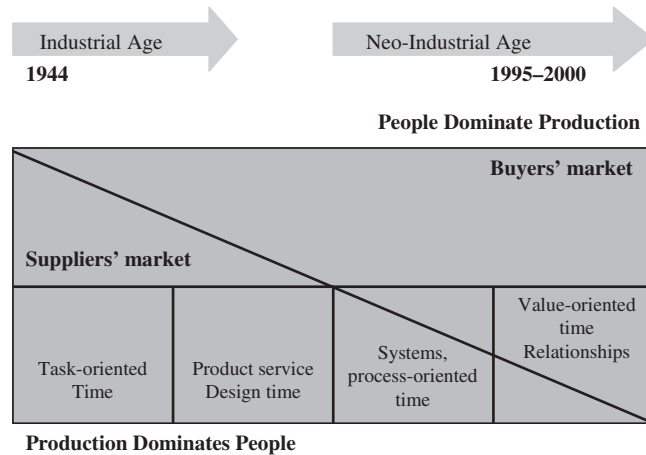 Industrial Age
Neo-Industrial Age
1944
1995–2000
People Dominate Production
Buyers’ market
Suppliers’ market
Task-oriented
Time
Product service
Design time
Systems,
process-oriented
time
Value-oriented
time
Relationships
Production Dominates People